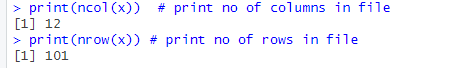 > print(ncol(x))  # print no of columns in file
[1] 12
> print(nrow(x)) # print no of rows in file
[1] 101